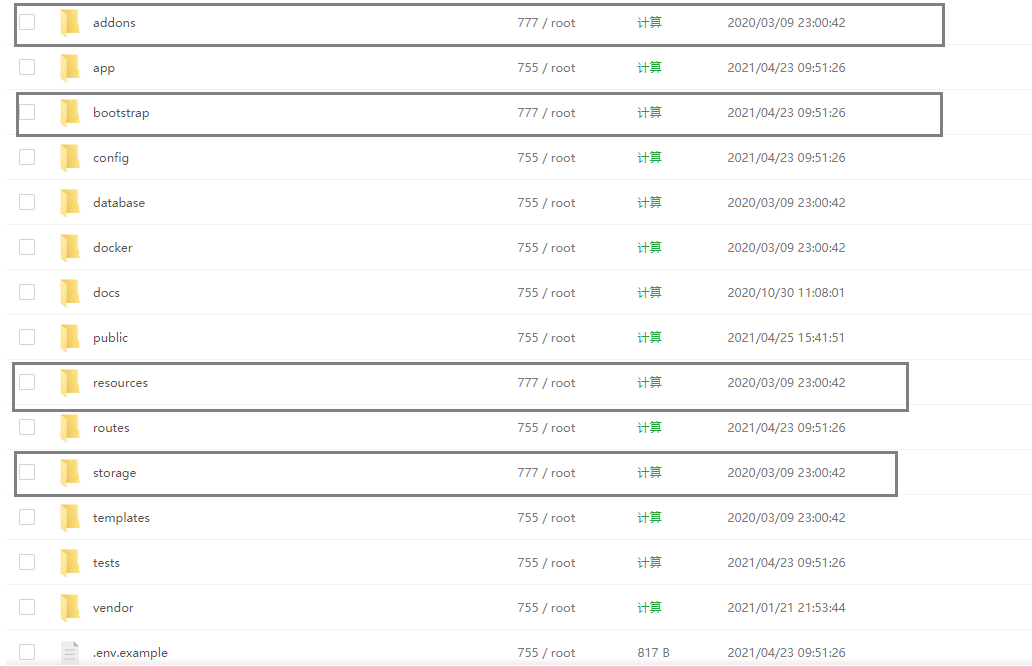 addons 777 / root 计算 2020/03/09 23:00:42
app 755 / root 计算 2021/04/23 09:51:26
bootstrap 777 / root 计算 2021/04/23 09:51:26
config 755 / root 计算 2021/04/23 09:51:26
database 755 / root 计算 2020/03/09 23:00:42
docker 755 / root 计算 2020/03/09 23:00:42
docs 755 / root 计算 2020/10/30 11:08:01
public 755 / root 计算 2021/04/25 15:41:51
resources 777 / root 计算 2020/03/09 23:00:42
routes 755 / root 计算 2021/04/23 09:51:26
storage 777 / root 计算 2020/03/09 23:00:42
templates 755 / root 计算 2020/03/09 23:00:42
tests 755 / root 计算 2021/04/23 09:51:26
vendor 755 / root 计算 2021/01/21 21:53:44
.env.example 755 / root 817 B 2021/04/23 09:51:26